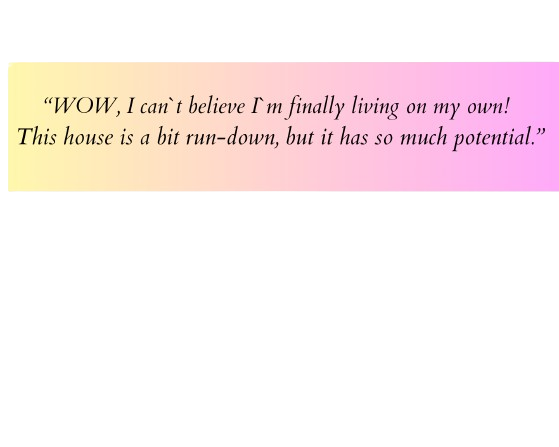 “WOW, I can`t believe I`m finally living on my own!
This house is a bit run-down, but it has so much potential.”